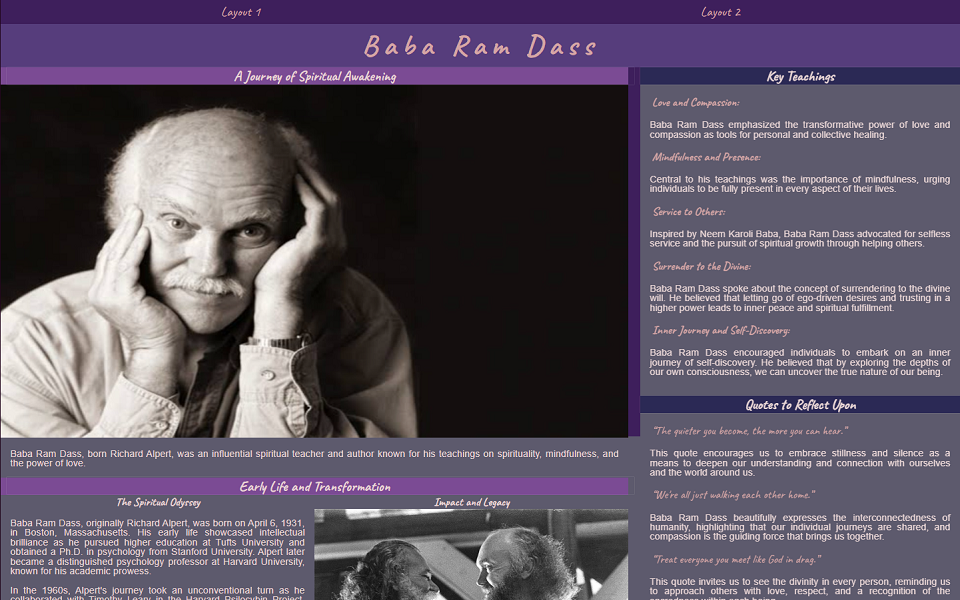 Layout 1
Layout 2
Baba Ram Dass
A Journey of Spiritual Awakening
Baba Ram Dass, born Richard Alpert, was an influential spiritual teacher and author known for his teachings on spirituality, mindfulness, and
the power of love.
Early Life and Transformation
The Spiritual Odyssey
Baba Ram Dass, originally Richard Alpert, was born on April 6, 1931,
in Boston, Massachusetts. His early life showcased intellectual
brilliance as he pursued higher education at Tufts University and
obtained a Ph.D. in psychology from Stanford University. Alpert later
became a distinguished psychology professor at Harvard University,
known for his academic prowess.
In the 1960s, Alpert's journey took an unconventional turn as he
collaborated with Timothy Leary in the Harvard Psilocybin Project,
Impact and Legacy
Key Teachings
Love and Compassion:
Baba Ram Dass emphasized the transformative power of love and
compassion as tools for personal and collective healing.
Mindfulness and Presence:
Central to his teachings was the importance of mindfulness, urging
individuals to be fully present in every aspect of their lives.
Service to Others:
Inspired by Neem Karoli Baba, Baba Ram Dass advocated for selfless
service and the pursuit of spiritual growth through helping others.
Surrender to the Divine:
Baba Ram Dass spoke about the concept of surrendering to the divine
will. He believed that letting go of ego-driven desires and trusting in a
higher power leads to inner peace and spiritual fulfillment.
Inner Journey and Self-Discovery:
Baba Ram Dass encouraged individuals to embark on an inner
journey of self-discovery. He believed that by exploring the depths of
our own consciousness, we can uncover the true nature of our being.
Quotes to Reflect Upon
"The quieter you become, the more you can hear."
This quote encourages us to embrace stillness and silence as a
means to deepen our understanding and connection with ourselves
and the world around us.
"We're all just walking each other home."
Baba Ram Dass beautifully expresses the interconnectedness of
humanity, highlighting that our individual journeys are shared, and
compassion is the guiding force that brings us together.
"Treat everyone you meet like God in drag."
This quote invites us to see the divinity in every person, reminding us
to approach others with love, respect, and a recognition of the
sacredness within each being.